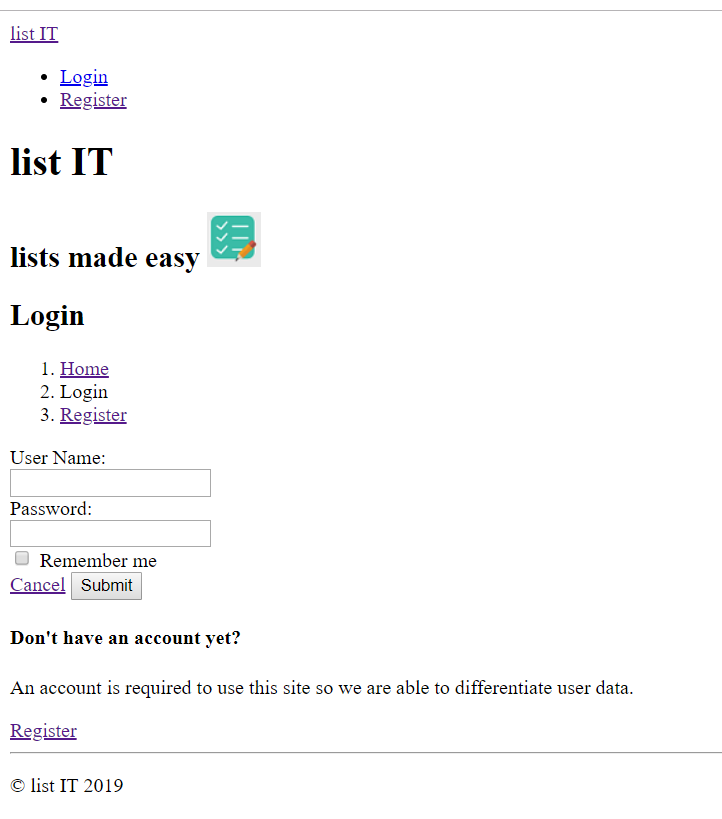 list IT
• Login
• Register
list IT
lists made easy
Login
1. Home
2. Login
3. Register
User Name:
Password:
Remember me
Cancel Submit
Don't have an account yet?
An account is required to use this site so we are able to differentiate user data.
Register
© list IT 2019